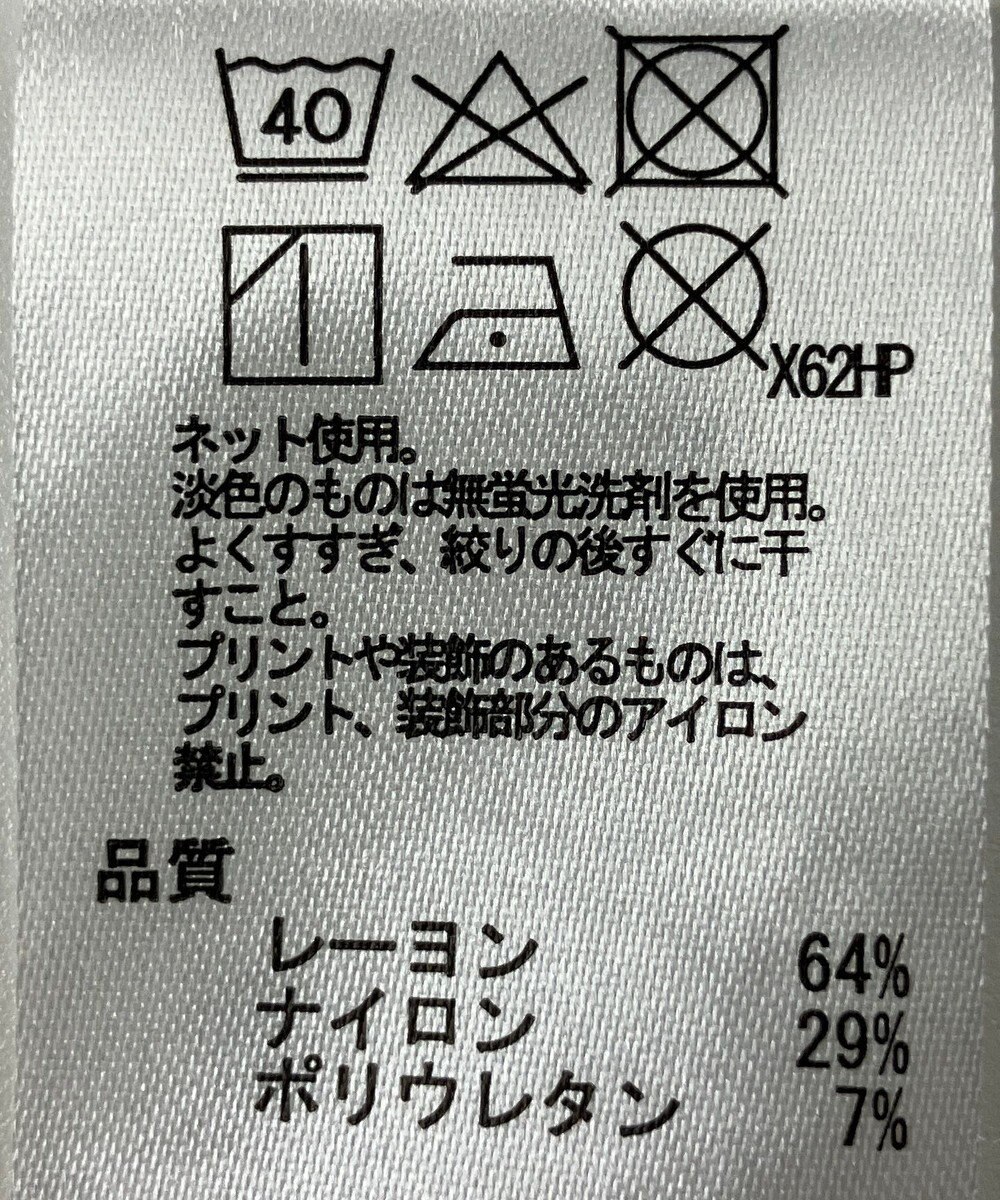 40
X62HP
ネット使用。
淡色のものは無蛍光洗剤を使用。
よくすすぎ、絞りの後すぐに干
すこと。
プリントや装飾のあるものは、
プリント、装飾部分のアイロン
禁止。
品質
レーヨン 64%
ナイロン 29%
ポリウレタン 7%